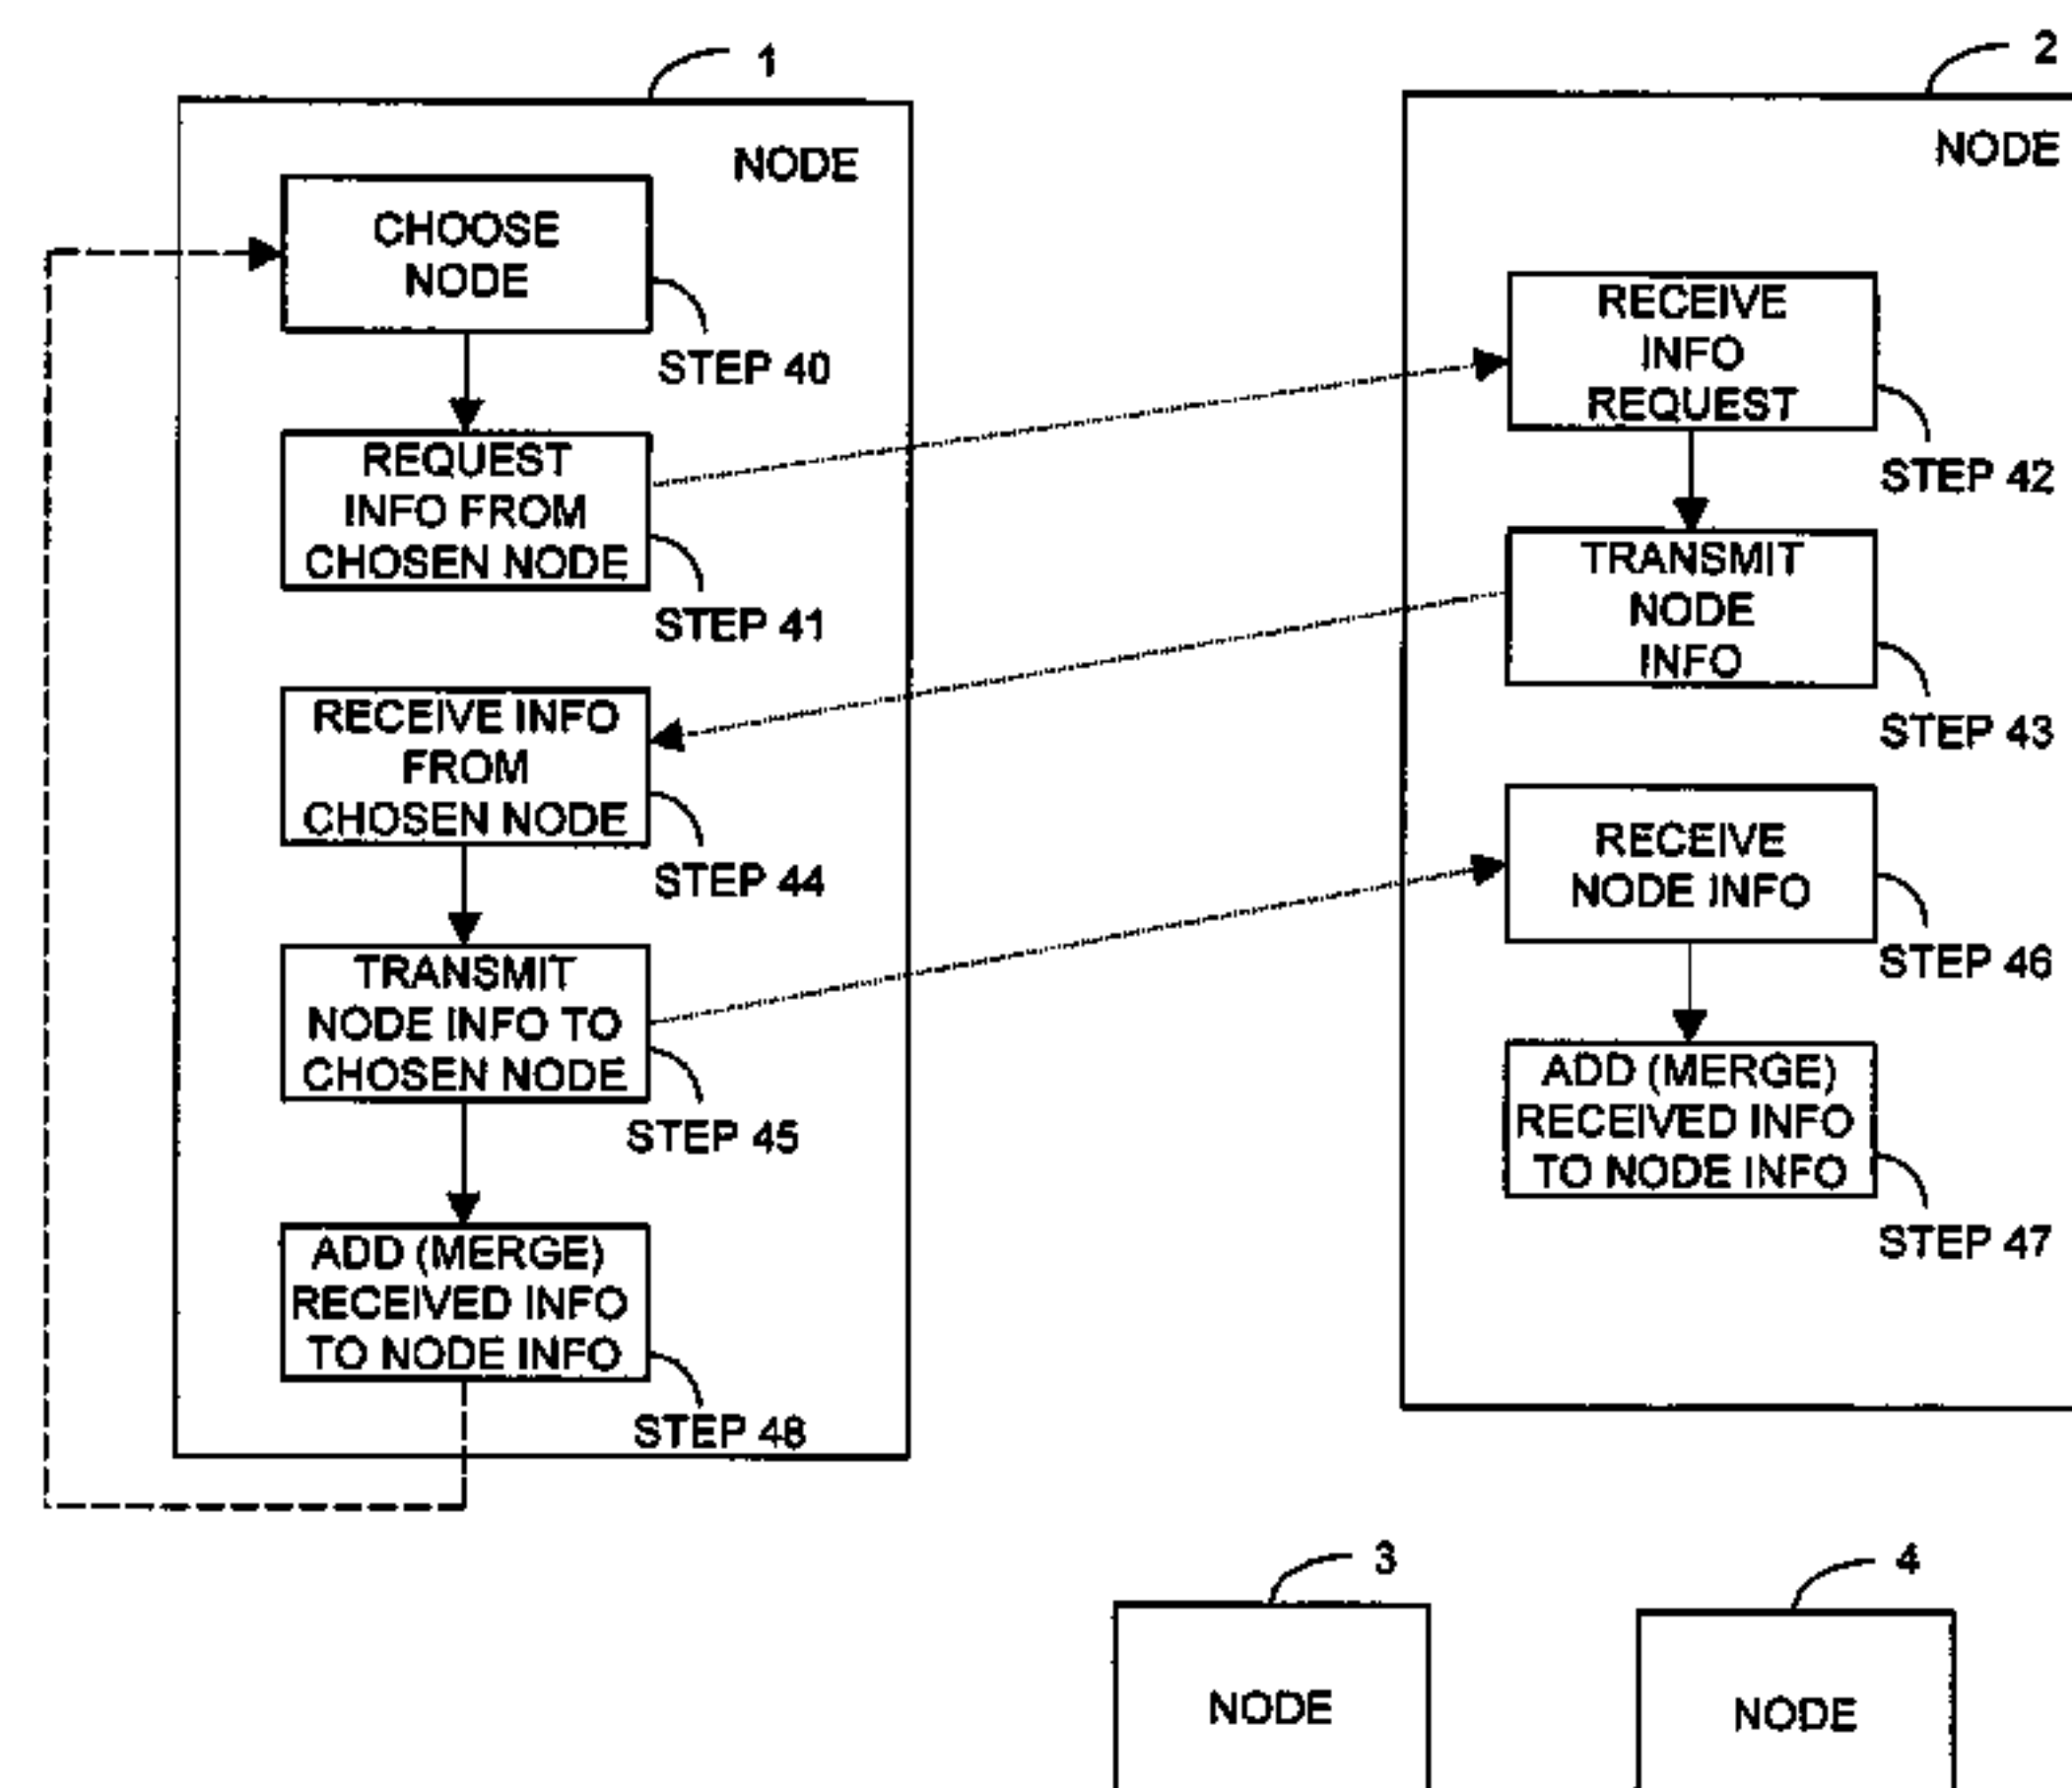 1
NODE
CHOOSE
NODE
STEP 40
REQUEST
INFO FROM
CHOSEN NODE
STEP 41
RECEIVE INFO
FROM
CHOSEN NODE
STEP 44
TRANSMIT
NODE INFO TO
CHOSEN NODE
STEP 45
ADD (MERGE)
RECEIVED INFO
TO NODE INFO
STEP 48
2
NODE
RECEIVE
INFO
REQUEST
STEP 42
TRANSMIT
NODE
INFO
STEP 43
RECEIVE
NODE INFO
STEP 46
ADD (MERGE)
RECEIVED INFO
TO NODE INFO
STEP 47
3
NODE
4
NODE